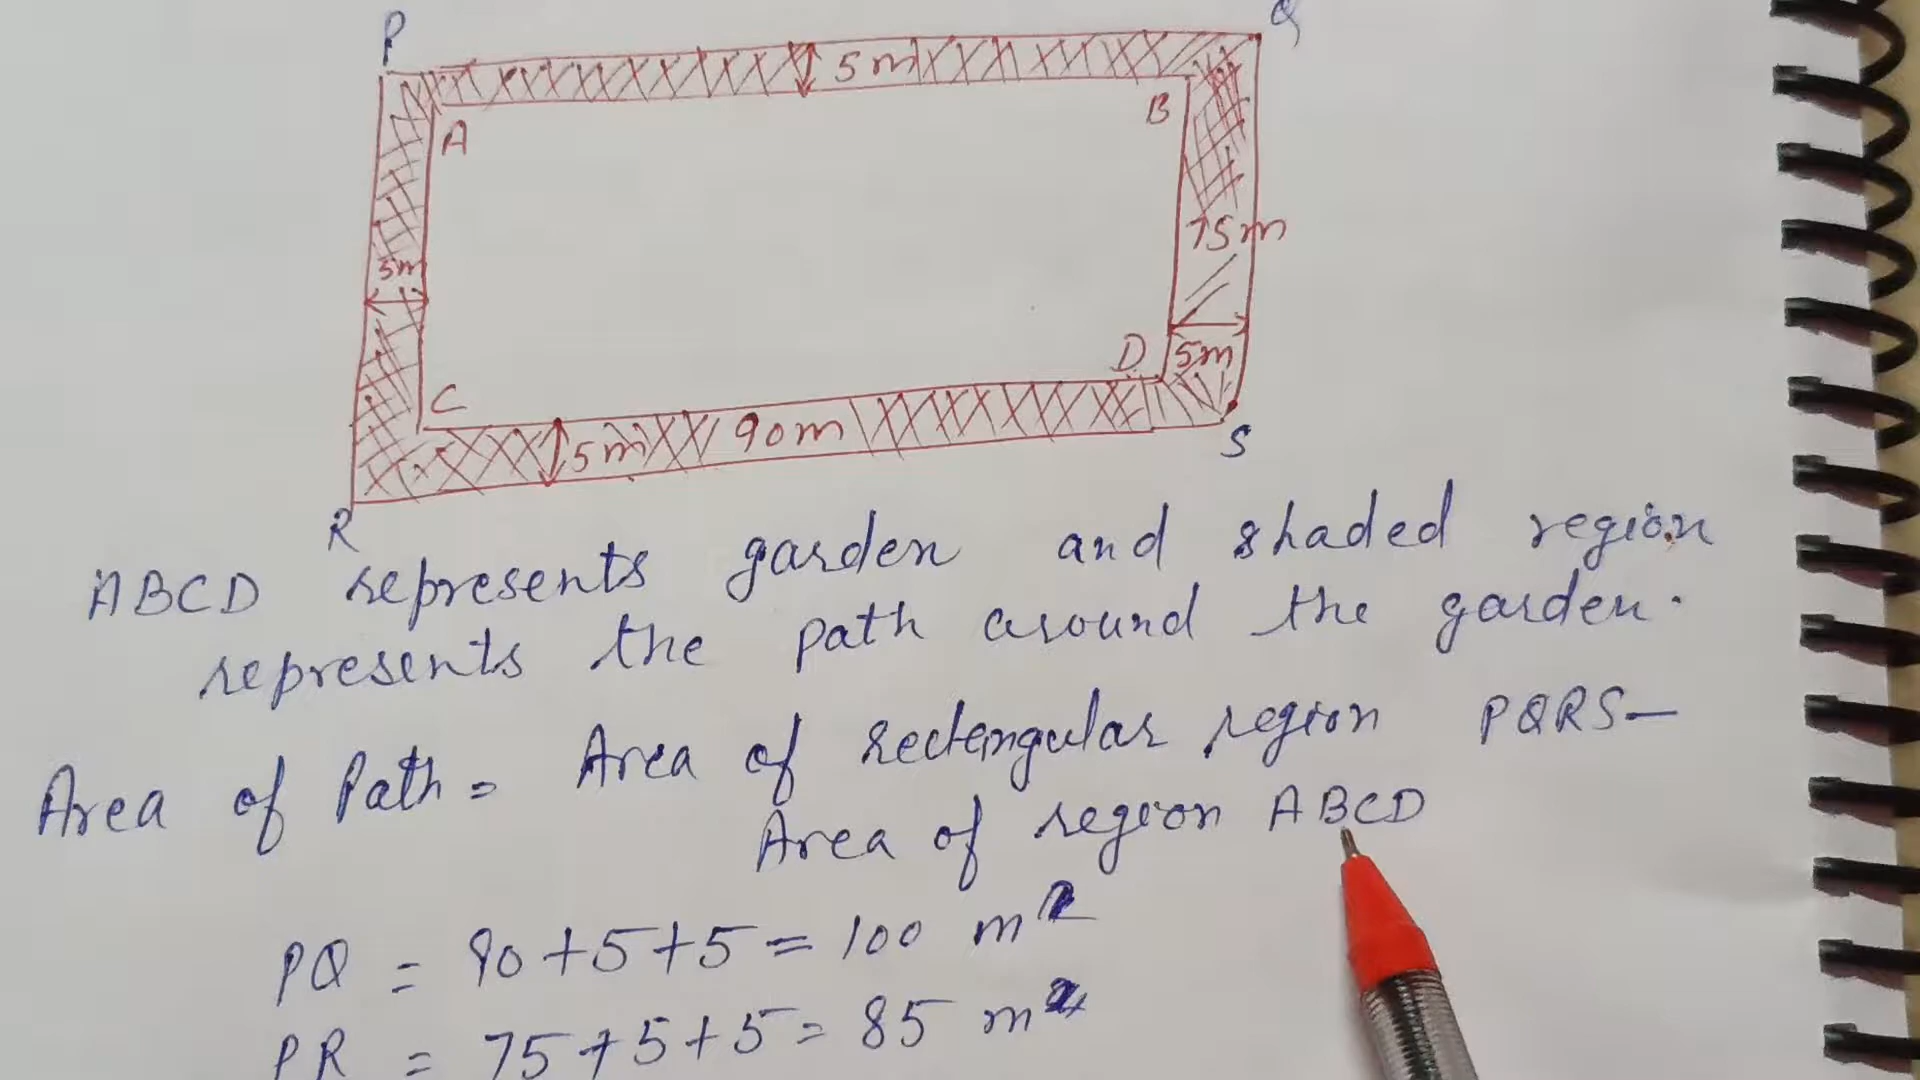 P
Q
5m
A
B
75m
5m
C
D
5m
5m
90m
S
R
ABCD represents garden and shaded region
represents the path around the garden.
Area of Path = Area of rectangular region PQRS—
Area of region ABCD
PQ = 90+5+5 = 100 m
PR = 75+5+5= 85 m